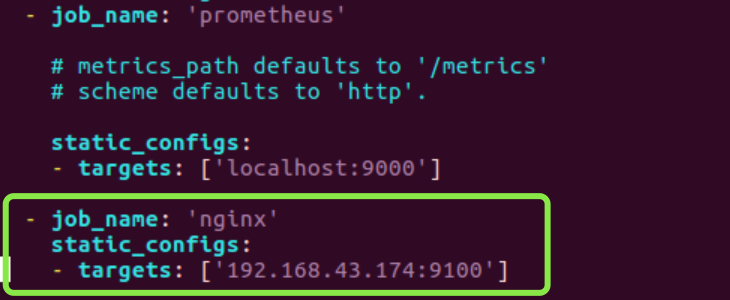 - job_name: 'prometheus'
# metrics_path defaults to '/metrics'
# scheme defaults to 'http'.
static_configs:
- targets: ['localhost:9000']
- job_name: 'nginx'
static_configs:
- targets: ['192.168.43.174:9100']